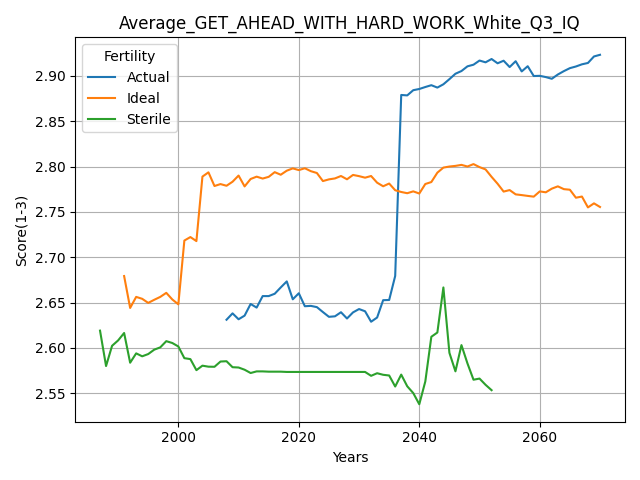 Average_GET_AHEAD_WITH_HARD_WORK_White_Q3_IQ
Fertility
Actual
Ideal
Sterile
Score(1-3)
2.90
2.85
2.80
2.75
2.70
2.65
2.60
2.55
2000
2020
2040
2060
Years